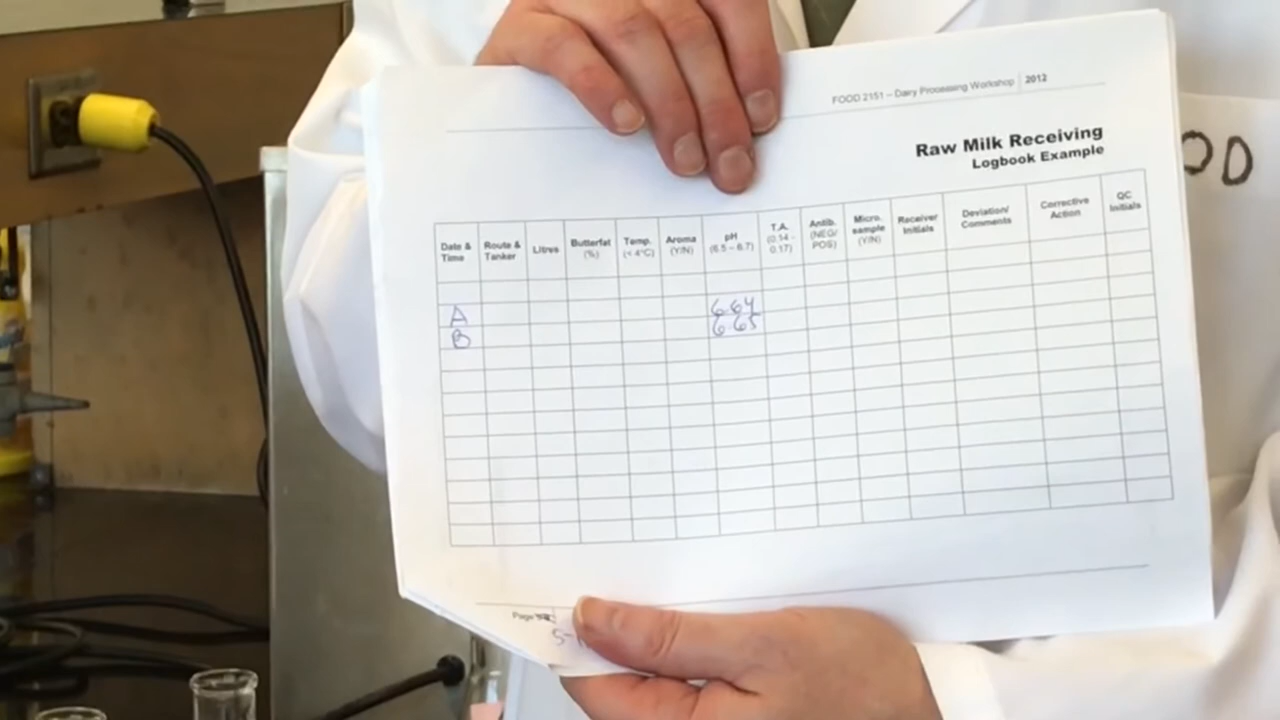 FOOD 2151 – Dairy Processing Workshop | 2012
Raw Milk Receiving
Logbook Example
Date & Time
Route & Tanker
Litres
Butterfat (%)
Temp. (< 4°C)
Aroma (Y/N)
pH (6.5 – 6.7)
T.A. (0.14 - 0.17)
Antib. (NEG/ POS)
Micro. sample (Y/N)
Receiver Initials
Deviation/ Comments
Corrective Action
QC Initials
A 6.64
B 6.65
Page
OD